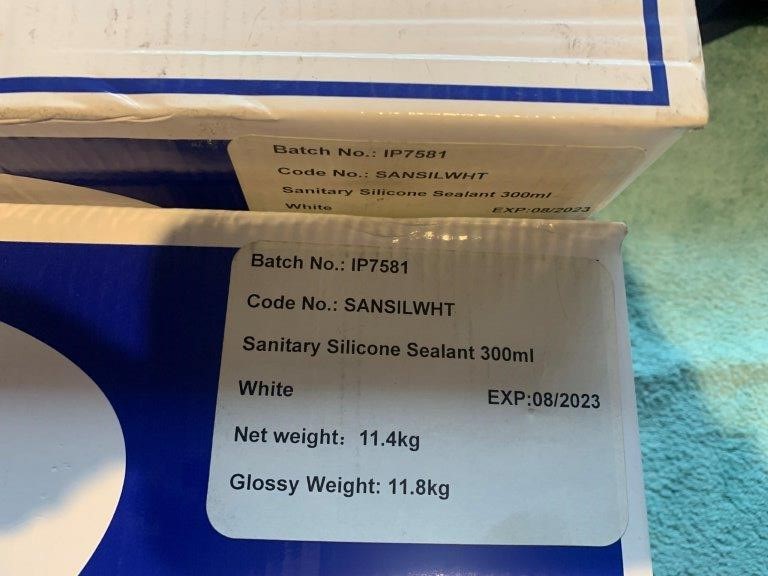 Batch No.: IP7581
Code No.: SANSILWHT
Sanitary Silicone Sealant 300ml
White EXP:08/2023
Batch No.: IP7581
Code No.: SANSILWHT
Sanitary Silicone Sealant 300ml
White EXP:08/2023
Net weight: 11.4kg
Glossy Weight: 11.8kg